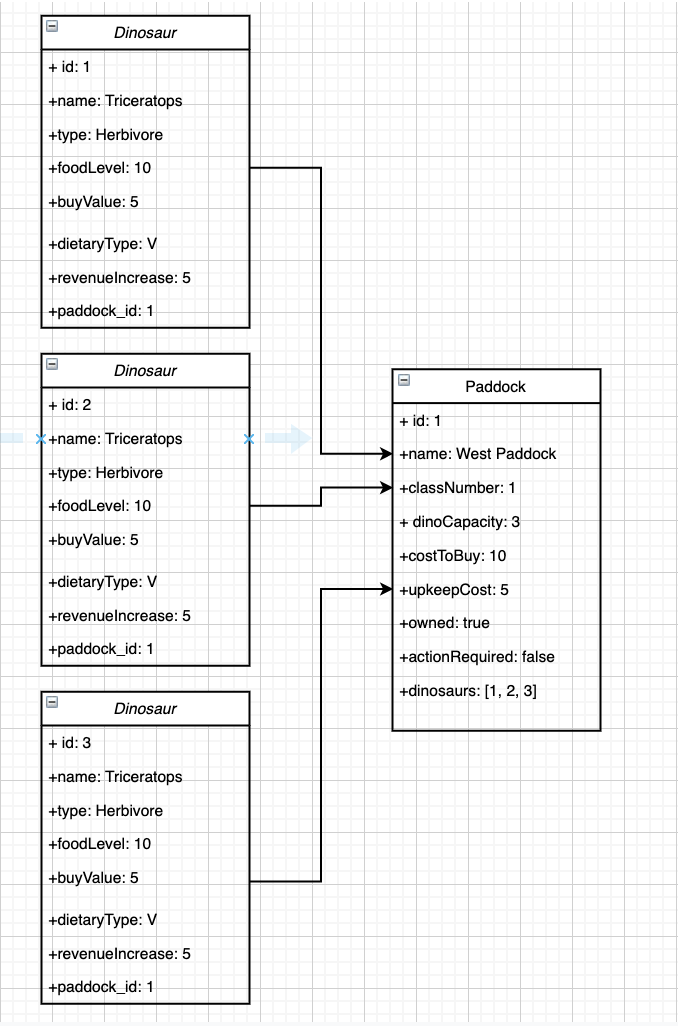 Dinosaur
+ id: 1
+name: Triceratops
+type: Herbivore
+foodLevel: 10
+buyValue: 5
+dietaryType: V
+revenueIncrease: 5
+paddock_id: 1
Dinosaur
+ id: 2
+name: Triceratops
+type: Herbivore
+foodLevel: 10
+buyValue: 5
+dietaryType: V
+revenueIncrease: 5
+paddock_id: 1
Dinosaur
+ id: 3
+name: Triceratops
+type: Herbivore
+foodLevel: 10
+buyValue: 5
+dietaryType: V
+revenueIncrease: 5
+paddock_id: 1
Paddock
+ id: 1
+name: West Paddock
+classNumber: 1
+ dinoCapacity: 3
+costToBuy: 10
+upkeepCost: 5
+owned: true
+actionRequired: false
+dinosaurs: [1, 2, 3]